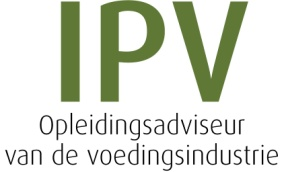 IPV
Opleidingsadviseur
van de voedingsindustrie